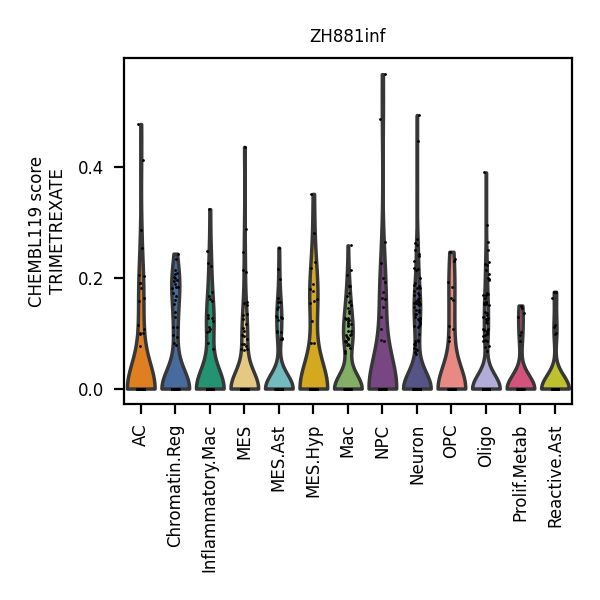 ZH881inf
CHEMBL119 score
TRIMETREXATE
0.4
0.2
0.0
AC
Chromatin.Reg
Inflammatory.Mac
MES
MES.Ast
MES.Hyp
Mac
NPC
Neuron
OPC
Oligo
Prolif.Metab
Reactive.Ast